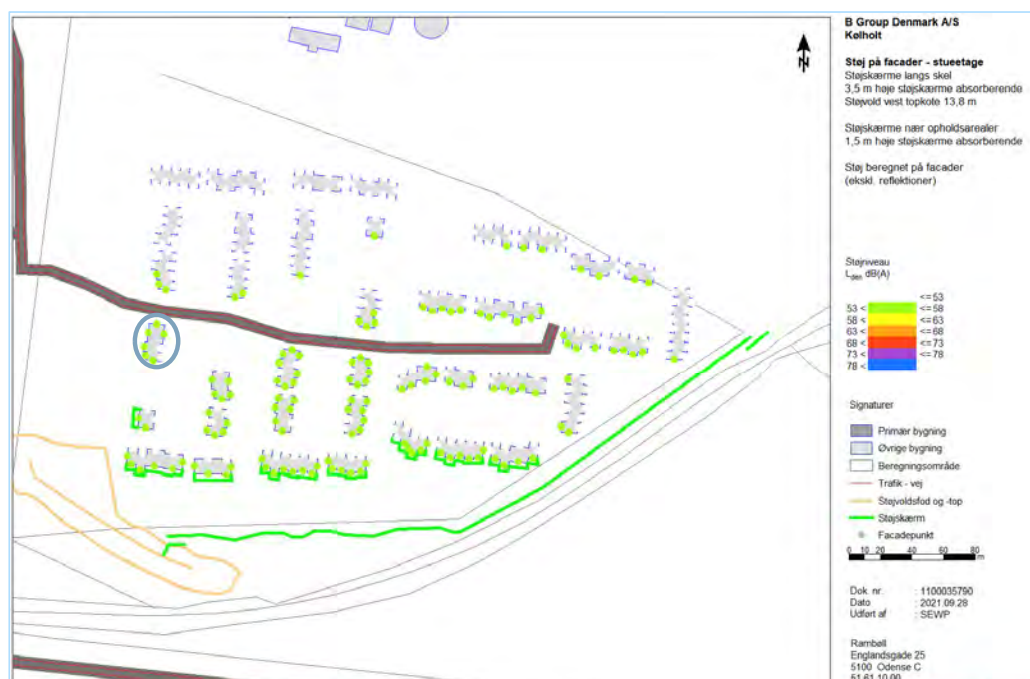 B Group Denmark A/S
Kølholt
Støj på facader - stueetage
Støjskærme langs skel
3,5 m høje støjskærme absorberende
Støjvold vest topkote 13,8 m
Støjskærme nær opholdsarealer
1,5 m høje støjskærme absorberende
Støj beregnet på facader
(ekskl. reflektioner)
N
Støjniveau
Lden dB(A)
<= 53
53 < <= 58
58 < <= 63
63 < <= 68
68 < <= 73
73 < <= 78
78 <
Signaturer
Primær bygning
Øvrige bygning
Beregningsområde
Trafik - vej
Støjvoldsfod og -top
Støjskærm
Facadepunkt
0 10 20 40 60 80
m
Dok. nr. : 1100035790
Dato : 2021.09.28
Udført af : SEWP
Rambøll
Englandsgade 25
5100 Odense C
51 61 10 00